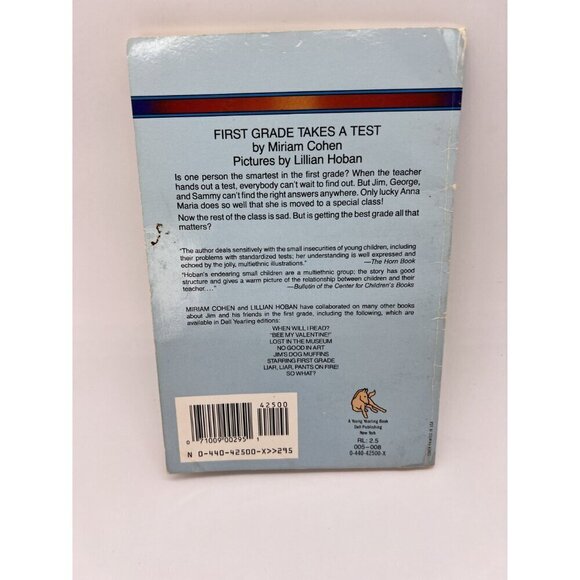 FIRST GRADE TAKES A TEST
by Miriam Cohen
Pictures by Lillian Hoban
Is one person the smartest in the first grade? When the teacher
hands out a test, everybody can't wait to find out. But Jim, George,
and Sammy can't find the right answers anywhere. Only lucky Anna
Maria does so well that she is moved to a special class!
Now the rest of the class is sad. But is getting the best grade all that
matters?
"The author deals sensitively with the small insecurities of young children, including
their problems with standardized tests; her understanding is well expressed and
echoed by the jolly, multiethnic illustrations."
—The Horn Book
"Hoban's endearing small children are a multiethnic group; the story has good
structure and gives a warm picture of the relationship between children and their
teacher. . . ."
—Bulletin of the Center for Children's Books
MIRIAM COHEN and LILLIAN HOBAN have collaborated on many other books
about Jim and his friends in the first grade, including the following, which are
available in Dell Yearling editions:
WHEN WILL I READ?
"BEE MY VALENTINE!"
LOST IN THE MUSEUM
NO GOOD IN ART
JIM'S DOG MUFFINS
STARRING FIRST GRADE
LIAR, LIAR, PANTS ON FIRE!
SO WHAT?
42500
0 71009 00295 1
N 0-440-42500-X>>295
A Young Yearling Book
Dell Publishing
New York
RL: 2.5
005-008
0-440-42500-X